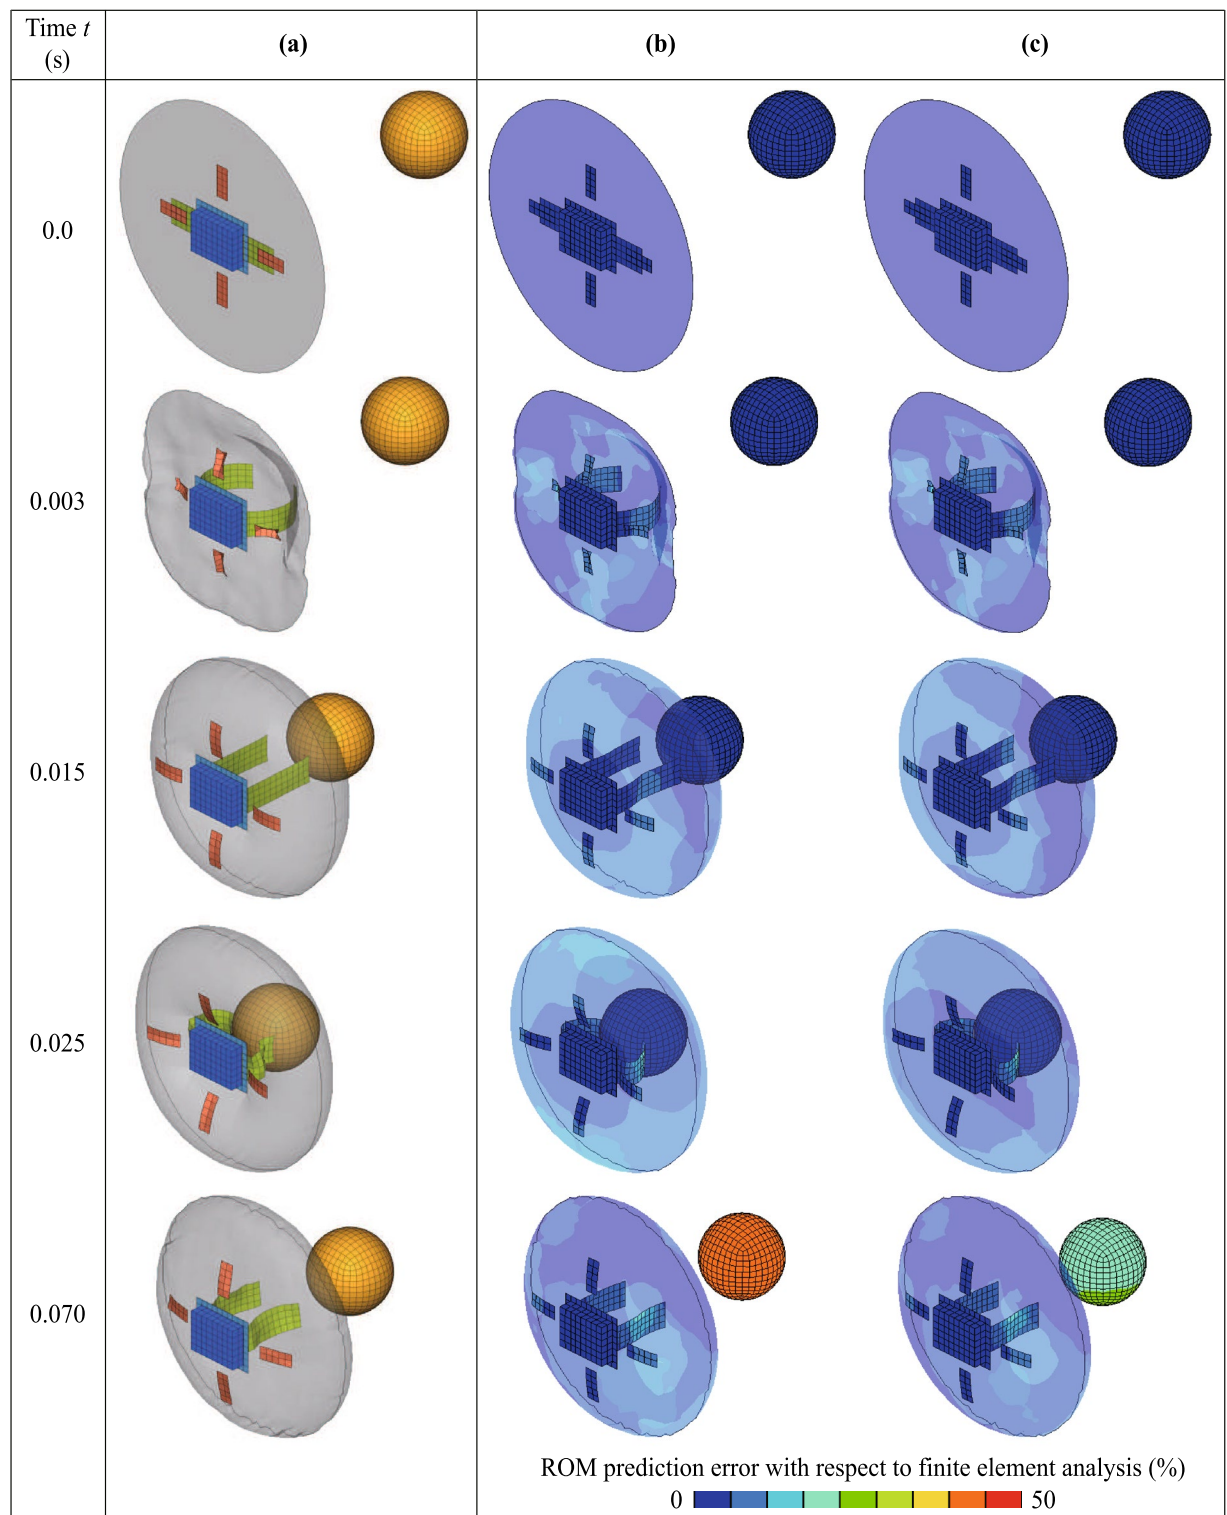 Time t
(s)
(a)
(b)
(c)
0.0
0.003
0.015
0.025
0.070
ROM prediction error with respect to finite element analysis (%)
0
50